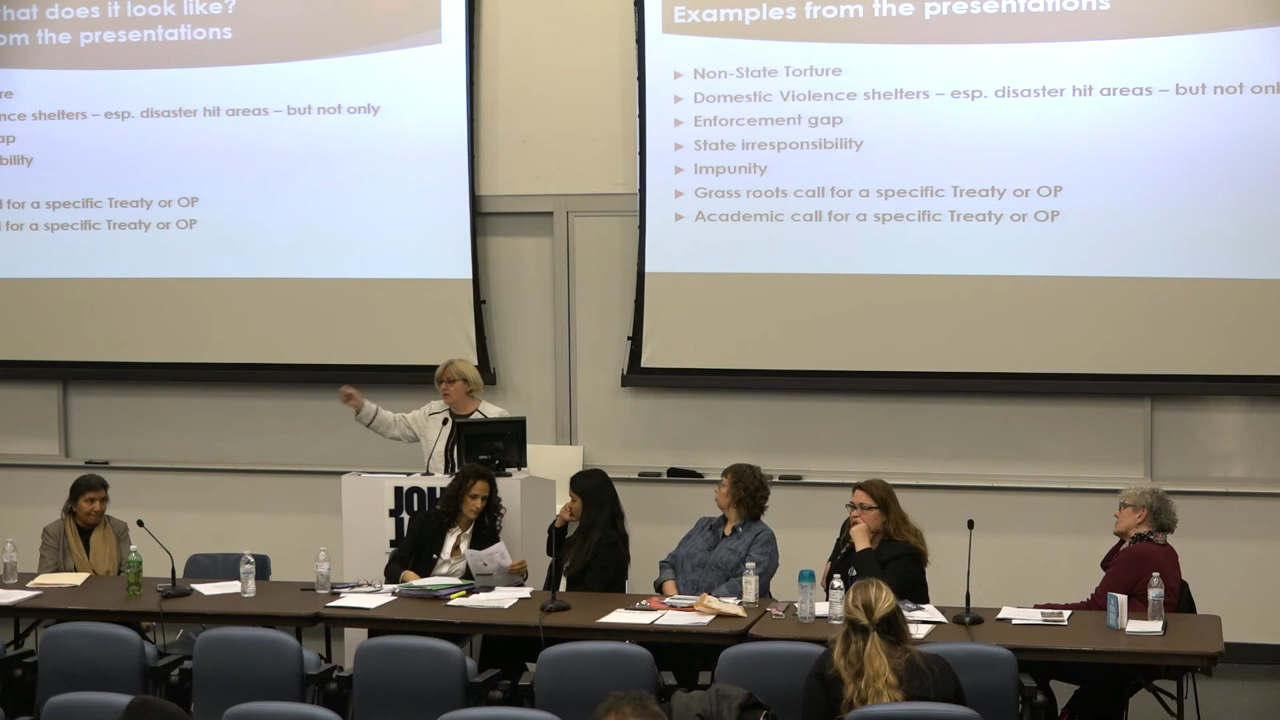 what does it look like?
om the presentations
re
nce shelters – esp. disaster hit areas – but not only
ap
bility
l for a specific Treaty or OP
l for a specific Treaty or OP
Examples from the presentations
► Non-State Torture
► Domestic Violence shelters – esp. disaster hit areas – but not onl
► Enforcement gap
► State irresponsibility
► Impunity
► Grass roots call for a specific Treaty or OP
► Academic call for a specific Treaty or OP
JOH
JA